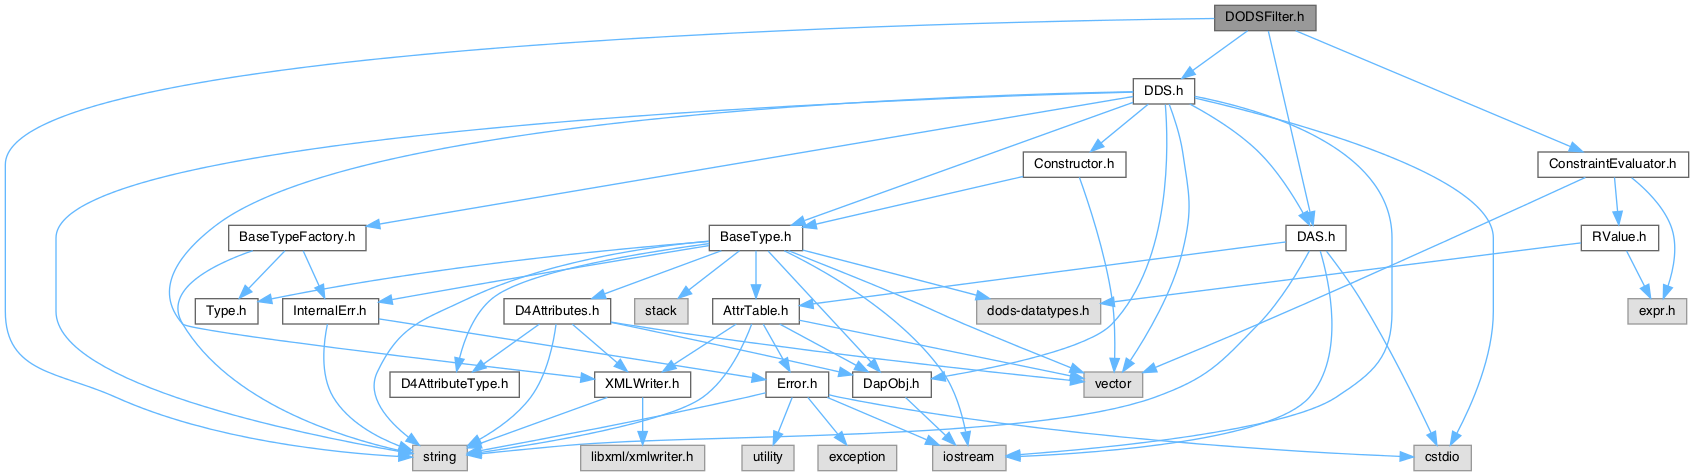 DODSFilter.h
DDS.h
Constructor.h
ConstraintEvaluator.h
BaseTypeFactory.h
BaseType.h
DAS.h
RValue.h
Type.h
InternalErr.h
D4Attributes.h
stack
AttrTable.h
dods-datatypes.h
expr.h
D4AttributeType.h
XMLWriter.h
Error.h
DapObj.h
vector
string
libxml/xmlwriter.h
utility
exception
iostream
cstdio